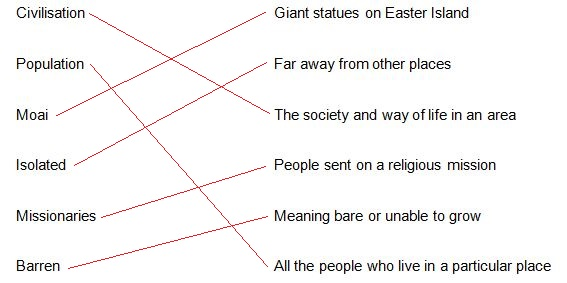 Civilisation Giant statues on Easter Island
Population Far away from other places
Moai The society and way of life in an area
Isolated People sent on a religious mission
Missionaries Meaning bare or unable to grow
Barren All the people who live in a particular place